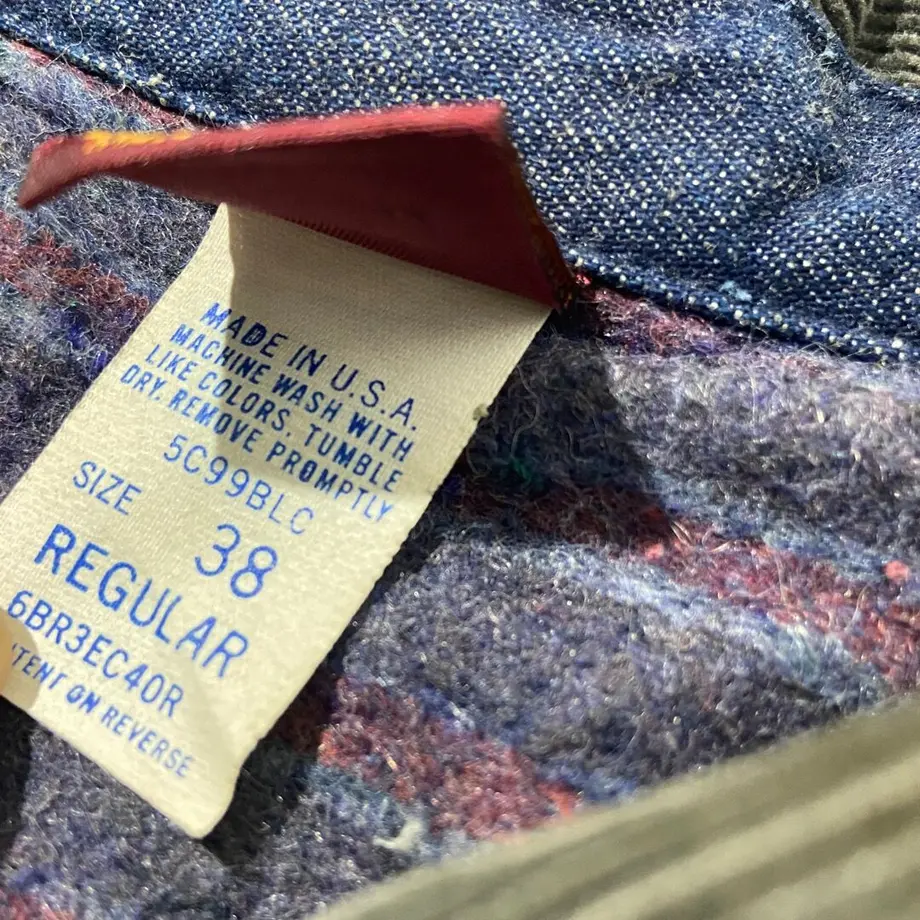 MADE IN U.S.A.
MACHINE WASH WITH
LIKE COLORS. TUMBLE
DRY. REMOVE PROMPTLY
5C99BLC
SIZE 38
REGULAR
6BR3EC40R
ON REVERSE